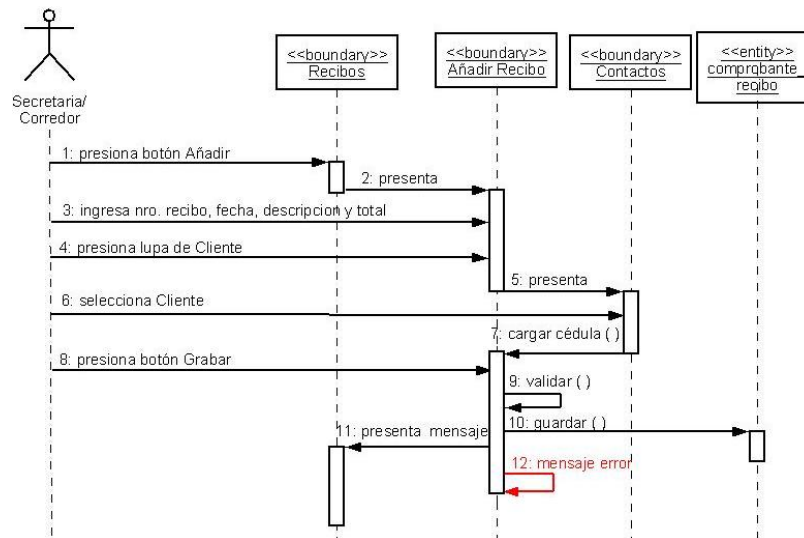 <<boundary>>
Recibos
<<boundary>>
Añadir Recibo
<<boundary>>
Contactos
<<entity>>
comprobante_
recibo
Secretaria/
Corredor
1: presiona botón Añadir
2: presenta
3: ingresa nro. recibo, fecha, descripcion y total
4: presiona lupa de Cliente
5: presenta
6: selecciona Cliente
7: cargar cédula ( )
8: presiona botón Grabar
9: validar ( )
10: guardar ( )
11: presenta mensaje
12: mensaje error